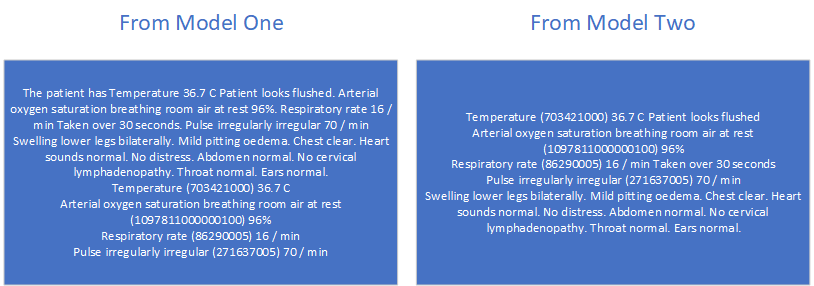 From Model One
The patient has Temperature 36.7 C Patient looks flushed. Arterial
oxygen saturation breathing room air at rest 96%. Respiratory rate 16 /
min Taken over 30 seconds. Pulse irregularly irregular 70 / min
Swelling lower legs bilaterally. Mild pitting oedema. Chest clear. Heart
sounds normal. No distress. Abdomen normal. No cervical
lymphadenopathy. Throat normal. Ears normal.
Temperature (703421000) 36.7 C
Arterial oxygen saturation breathing room air at rest
(1097811000000100) 96%
Respiratory rate (86290005) 16 / min
Pulse irregularly irregular (271637005) 70 / min
From Model Two
Temperature (703421000) 36.7 C Patient looks flushed
Arterial oxygen saturation breathing room air at rest
(1097811000000100) 96%
Respiratory rate (86290005) 16 / min Taken over 30 seconds
Pulse irregularly irregular (271637005) 70 / min
Swelling lower legs bilaterally. Mild pitting oedema. Chest clear. Heart
sounds normal. No distress. Abdomen normal. No cervical
lymphadenopathy. Throat normal. Ears normal.